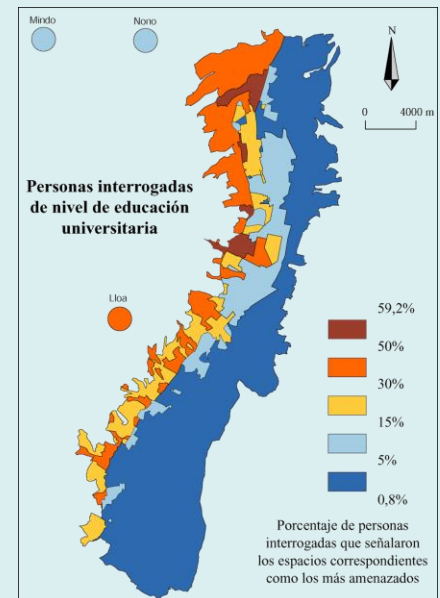 Mindo
Nono
N
0 4000 m
Personas interrogadas
de nivel de educación
universitaria
Lloa
59,2%
50%
30%
15%
5%
0,8%
Porcentaje de personas
interrogadas que señalaron
los espacios correspondientes
como los más amenazados